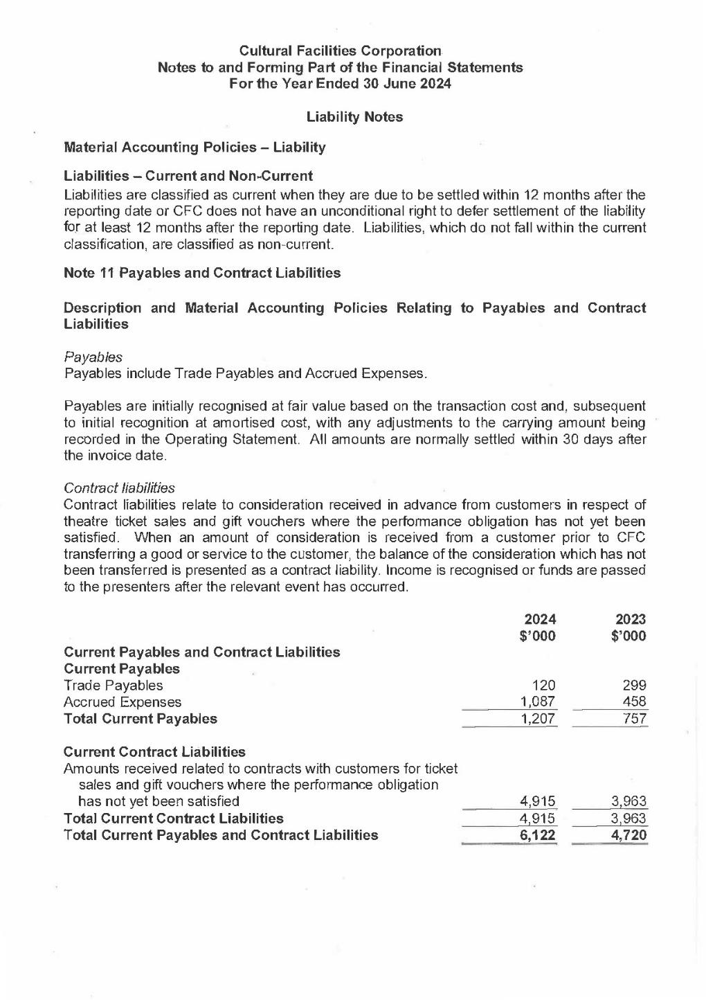 Cultural Facilities Corporation
Notes to and Forming Part of the Financial Statements
For the Year Ended 30 June 2024
Liability Notes
Material Accounting Policies – Liability
Liabilities – Current and Non-Current
Liabilities are classified as current when they are due to be settled within 12 months after the
reporting date or CFC does not have an unconditional right to defer settlement of the liability
for at least 12 months after the reporting date. Liabilities, which do not fall within the current
classification, are classified as non-current.
Note 11 Payables and Contract Liabilities
Description and Material Accounting Policies Relating to Payables and Contract
Liabilities
Payables
Payables include Trade Payables and Accrued Expenses.
Payables are initially recognised at fair value based on the transaction cost and, subsequent
to initial recognition at amortised cost, with any adjustments to the carrying amount being
recorded in the Operating Statement. All amounts are normally settled within 30 days after
the invoice date.
Contract liabilities
Contract liabilities relate to consideration received in advance from customers in respect of
theatre ticket sales and gift vouchers where the performance obligation has not yet been
satisfied. When an amount of consideration is received from a customer prior to CFC
transferring a good or service to the customer, the balance of the consideration which has not
been transferred is presented as a contract liability. Income is recognised or funds are passed
to the presenters after the relevant event has occurred.
2024 2023
$'000 $'000
Current Payables and Contract Liabilities
Current Payables
Trade Payables 120 299
Accrued Expenses 1,087 458
Total Current Payables 1,207 757
Current Contract Liabilities
Amounts received related to contracts with customers for ticket
sales and gift vouchers where the performance obligation
has not yet been satisfied 4,915 3,963
Total Current Contract Liabilities 4,915 3,963
Total Current Payables and Contract Liabilities 6,122 4,720